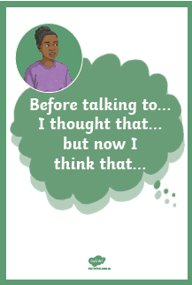 Before talking to...
I thought that...
but now I
think that...